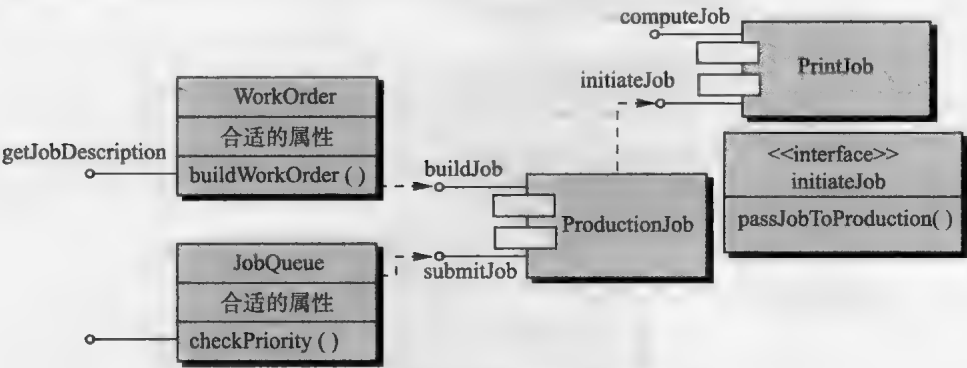 computeJob
PrintJob
initiateJob
WorkOrder
合适的属性
getJobDescription
buildWorkOrder ( )
buildJob
<<interface>>
initiateJob
passJobToProduction( )
ProductionJob
submitJob
JobQueue
合适的属性
checkPriority ( )